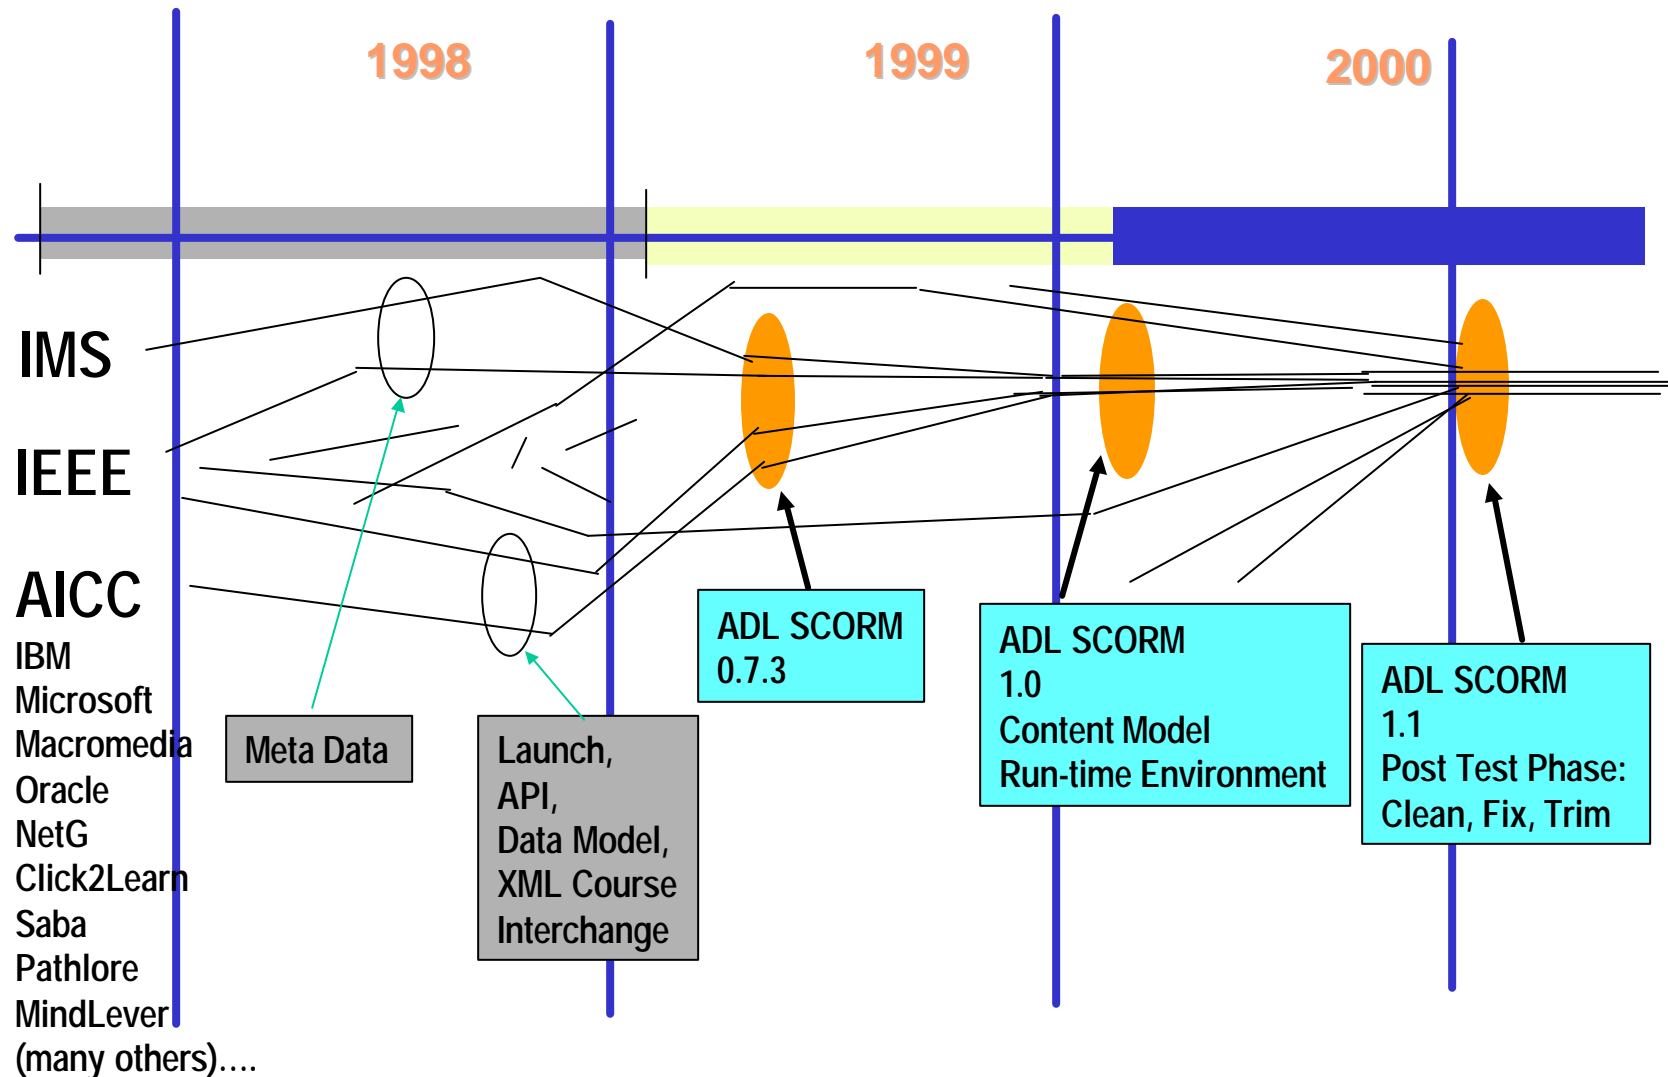 1998
1999
2000
IMS
IEEE
AICC
IBM
Microsoft
Macromedia
Oracle
NetG
Click2Learn
Saba
Pathlore
MindLever
(many others)....
Meta Data
Launch,
API,
Data Model,
XML Course
Interchange
ADL SCORM
0.7.3
ADL SCORM
1.0
Content Model
Run-time Environment
ADL SCORM
1.1
Post Test Phase:
Clean, Fix, Trim